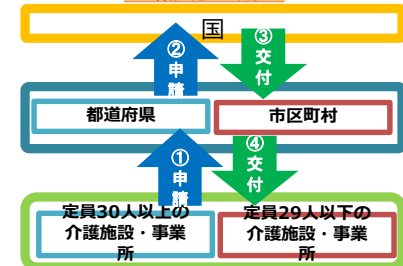 国
②
申
請
③
交
付
都道府県
市区町村
①
申
請
④
交
付
定員30人以上の
介護施設・事業
所
定員29人以下の
介護施設・事業
所